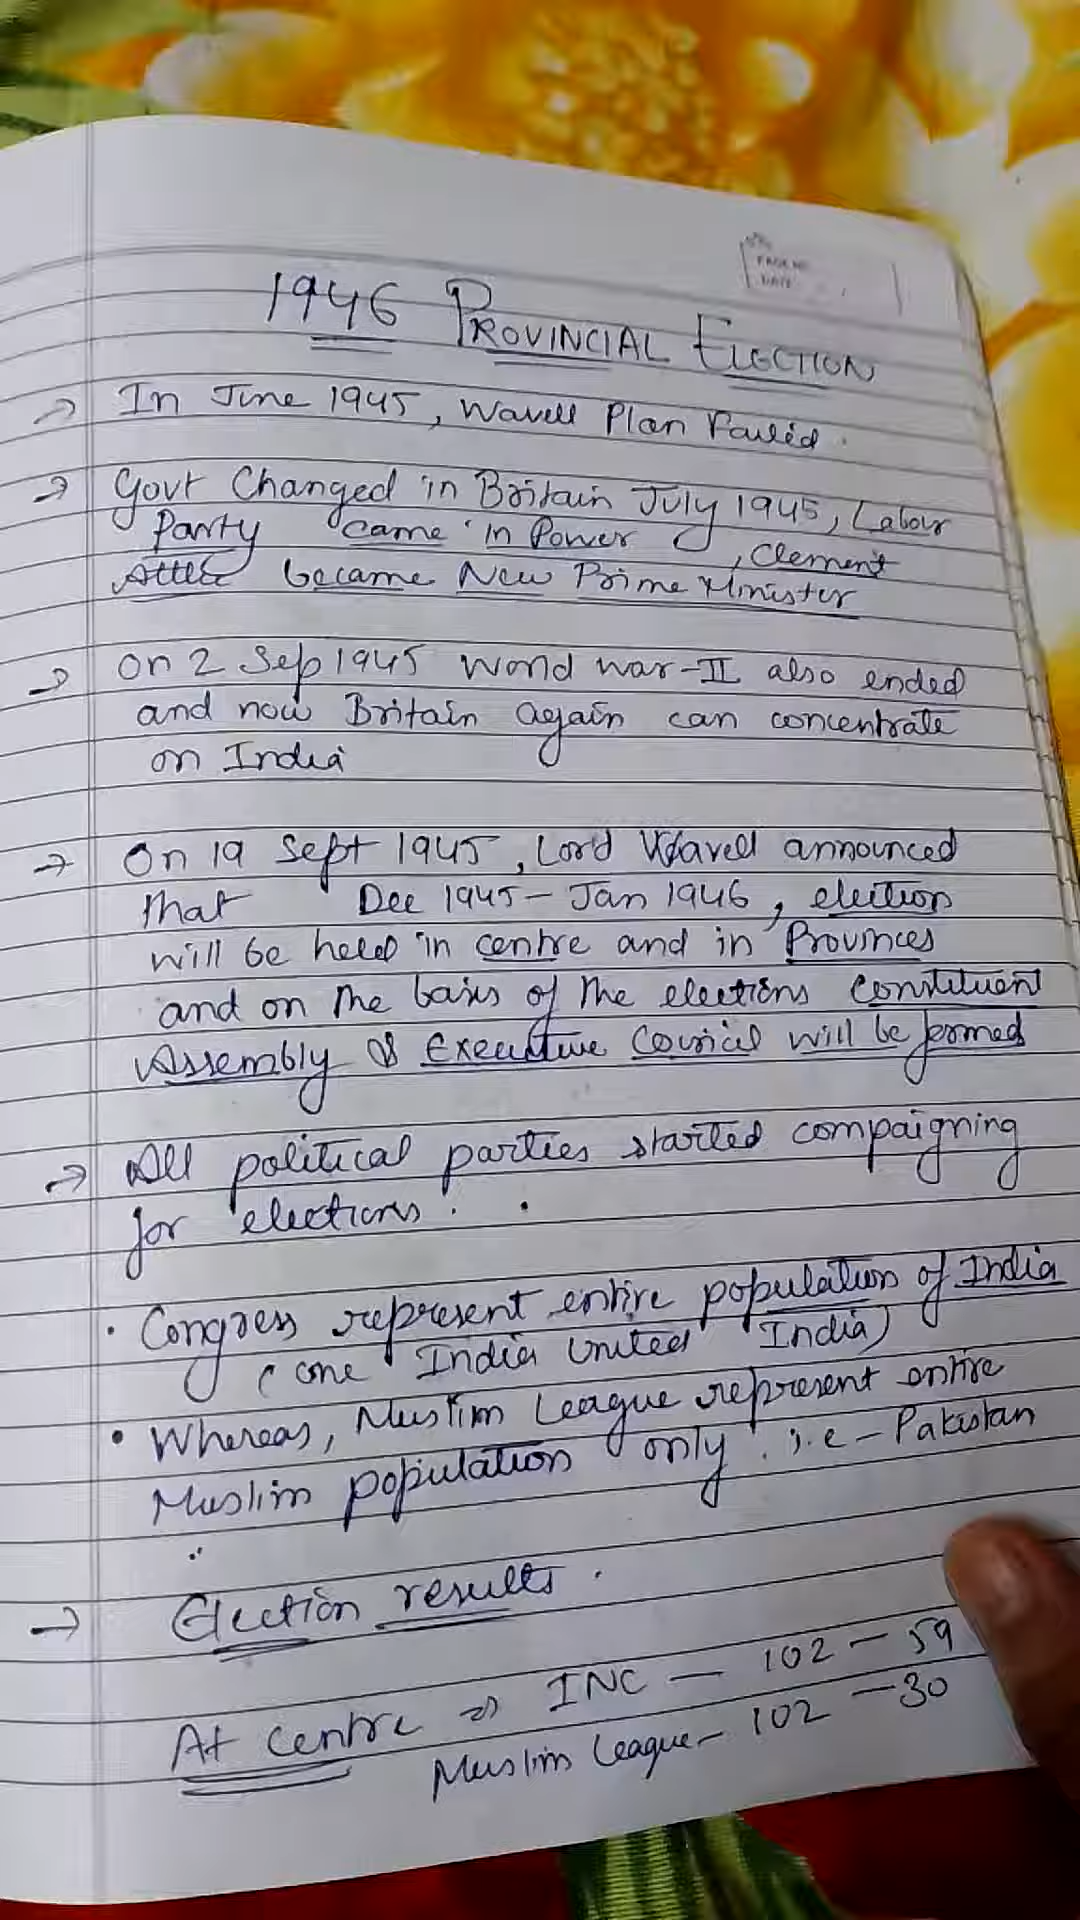 PAGE NO.
DATE
1946 PROVINCIAL ELECTION
→ In June 1945, Wavell Plan Failed.
→ Govt Changed in Britain July 1945, Labour
Party came in Power, Clement
Attlee became New Prime Minister
→ On 2 Sep 1945 World war-II also ended
and now Britain again can concentrate
on India
→ On 19 Sept 1945, Lord Wavell announced
that Dec 1945 - Jan 1946, election
will be held in centre and in Provinces
and on the basis of the elections Constituent
Assembly & Executive Council will be formed
→ All political parties started compaigning
for elections.
• Congress represent entire population of India
(one India United India)
• Whereas, Muslim League represent entire
Muslim population only. i.e - Pakistan
→ Election results.
At centre ⇒ INC - 102 - 59
Muslim League - 102 - 30